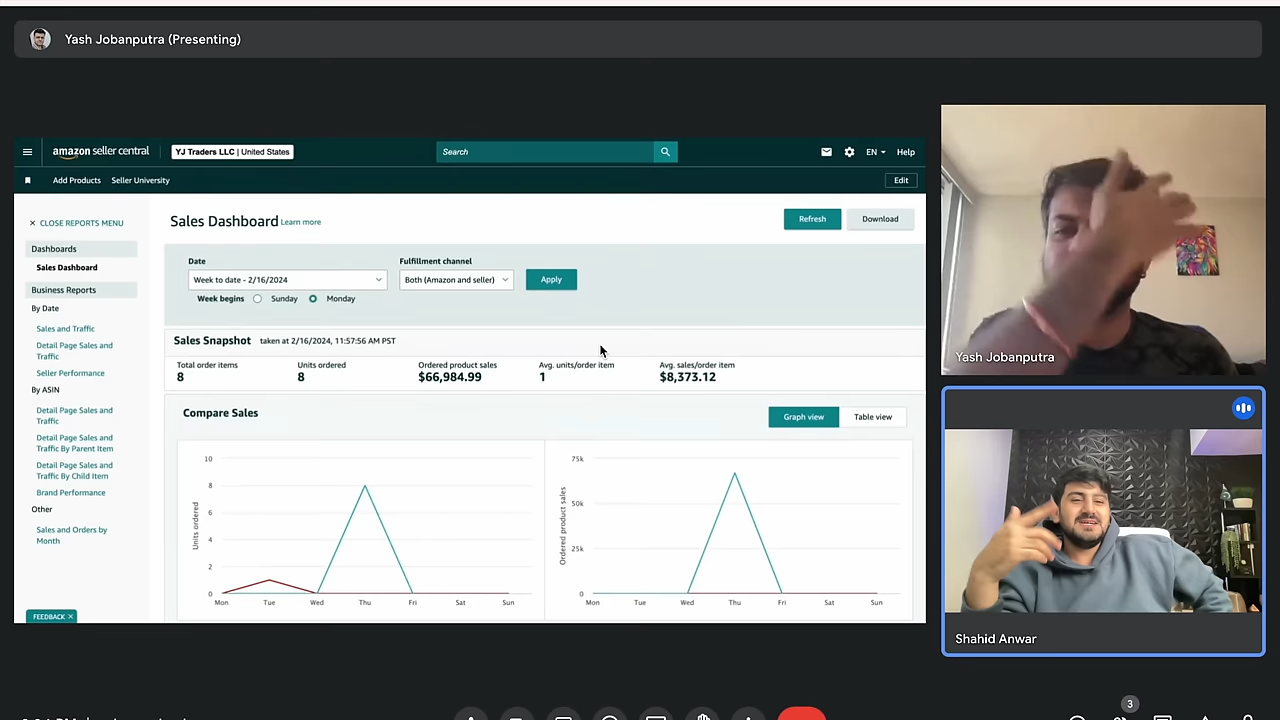 Yash Jobanputra (Presenting)
amazon seller central
YJ Traders LLC | United States
Search
EN
Help
Add Products
Seller University
Edit
× CLOSE REPORTS MENU
Dashboards
Sales Dashboard
Business Reports
By Date
Sales and Traffic
Detail Page Sales and
Traffic
Seller Performance
By ASIN
Detail Page Sales and
Traffic
Detail Page Sales and
Traffic By Parent Item
Detail Page Sales and
Traffic By Child Item
Brand Performance
Other
Sales and Orders by
Month
FEEDBACK ×
Sales Dashboard Learn more
Refresh
Download
Date
Fulfillment channel
Week to date - 2/16/2024
Both (Amazon and seller)
Apply
Week begins Sunday Monday
Sales Snapshot taken at 2/16/2024, 11:57:56 AM PST
Total order items
Units ordered
Ordered product sales
Avg. units/order item
Avg. sales/order item
8
8
$66,984.99
1
$8,373.12
Compare Sales
Graph view
Table view
Units ordered
10
8
6
4
2
0
Mon Tue Wed Thu Fri Sat Sun
Ordered product sales
75k
50k
25k
0
Mon Tue Wed Thu Fri Sat Sun
Yash Jobanputra
Shahid Anwar
3